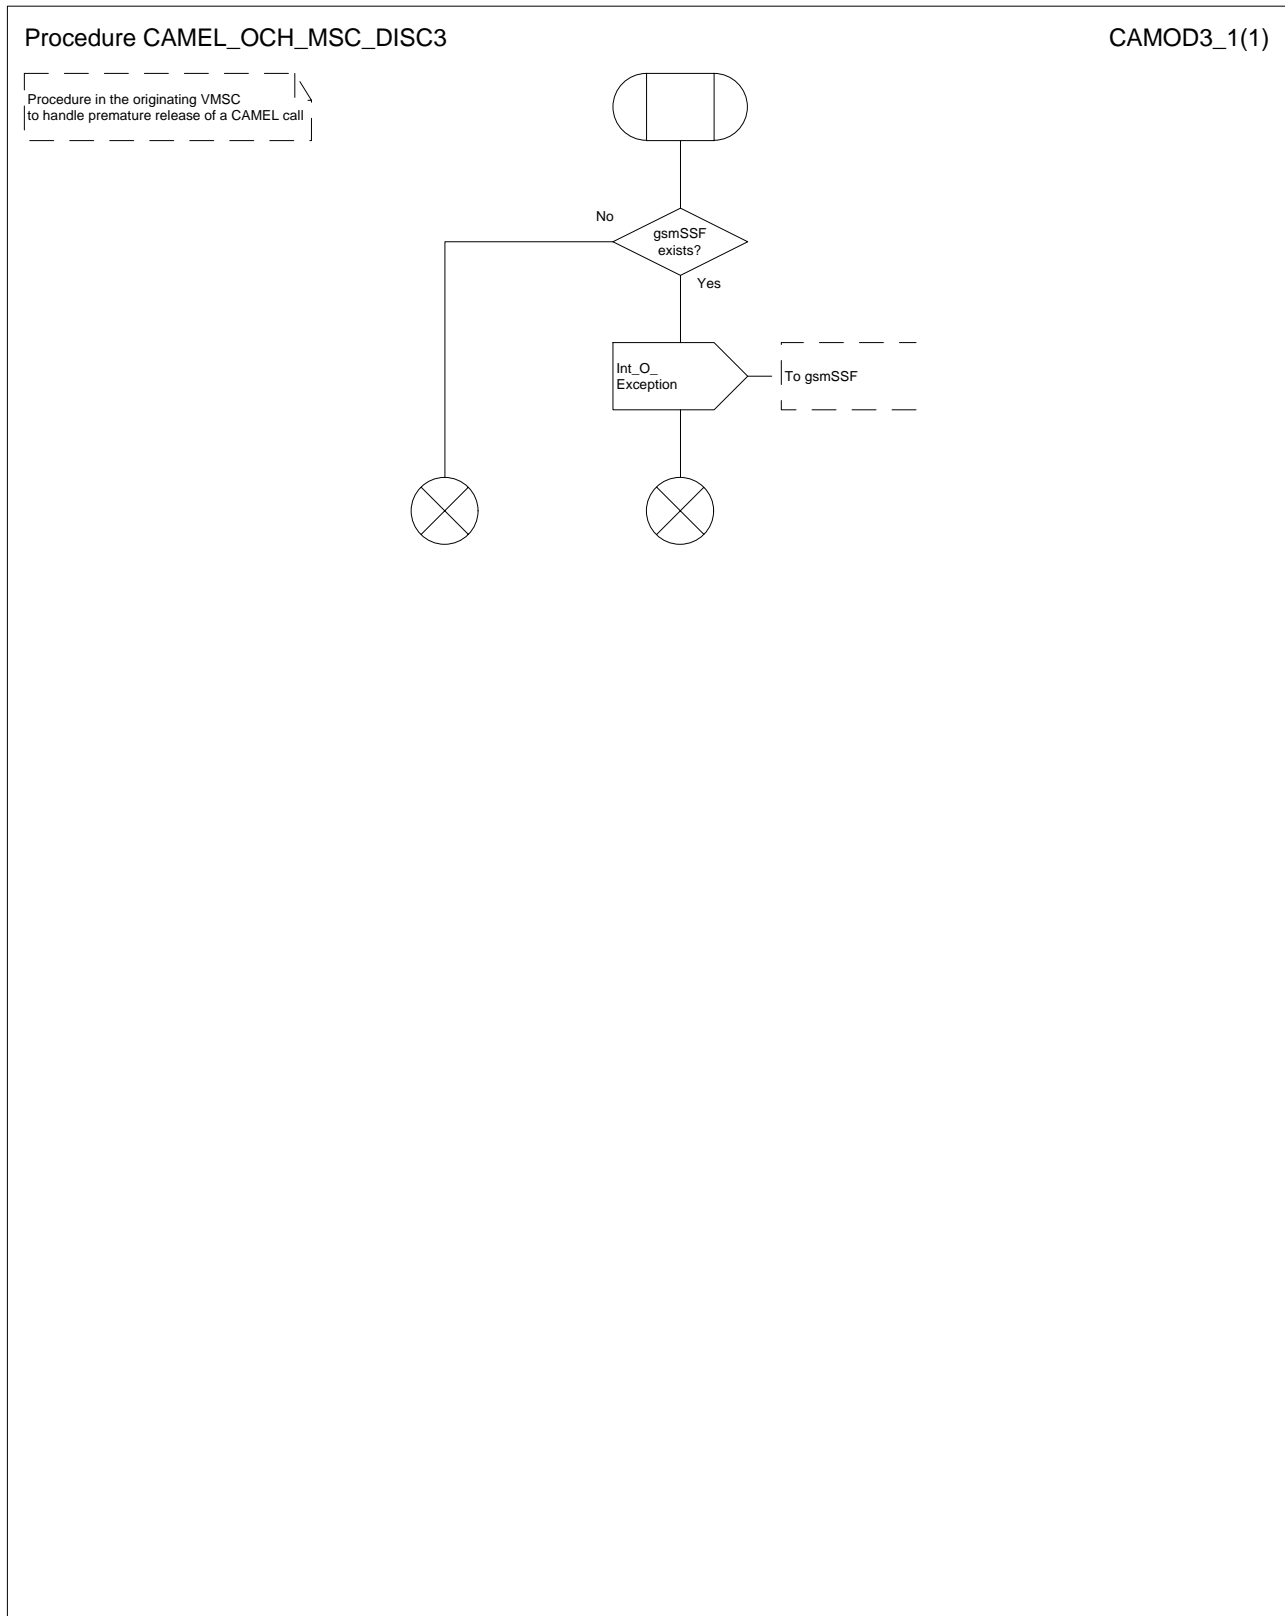 Procedure CAMEL_OCH_MSC_DISC3
CAMOD3_1(1)
Procedure in the originating VMSC
to handle premature release of a CAMEL call
No
gsmSSF
exists?
Yes
Int_O_
Exception
To gsmSSF